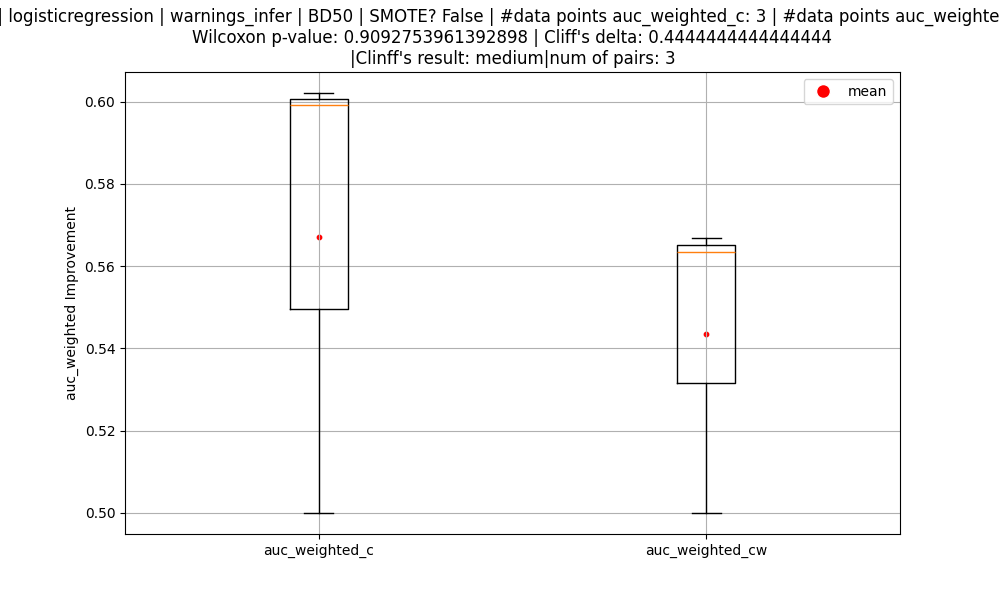 | logisticregression | warnings_infer | BD50 | SMOTE? False | #data points auc_weighted_c: 3 | #data points
Wilcoxon p-value: 0.9092753961392898 | Cliff's delta: 0.4444444444444444
|Clinff's result: medium|num of pairs: 3
mean
0.60
0.58
0.56
0.54
0.52
0.50
auc_weighted Improvement
auc_weighted_c
auc_weighted_cw